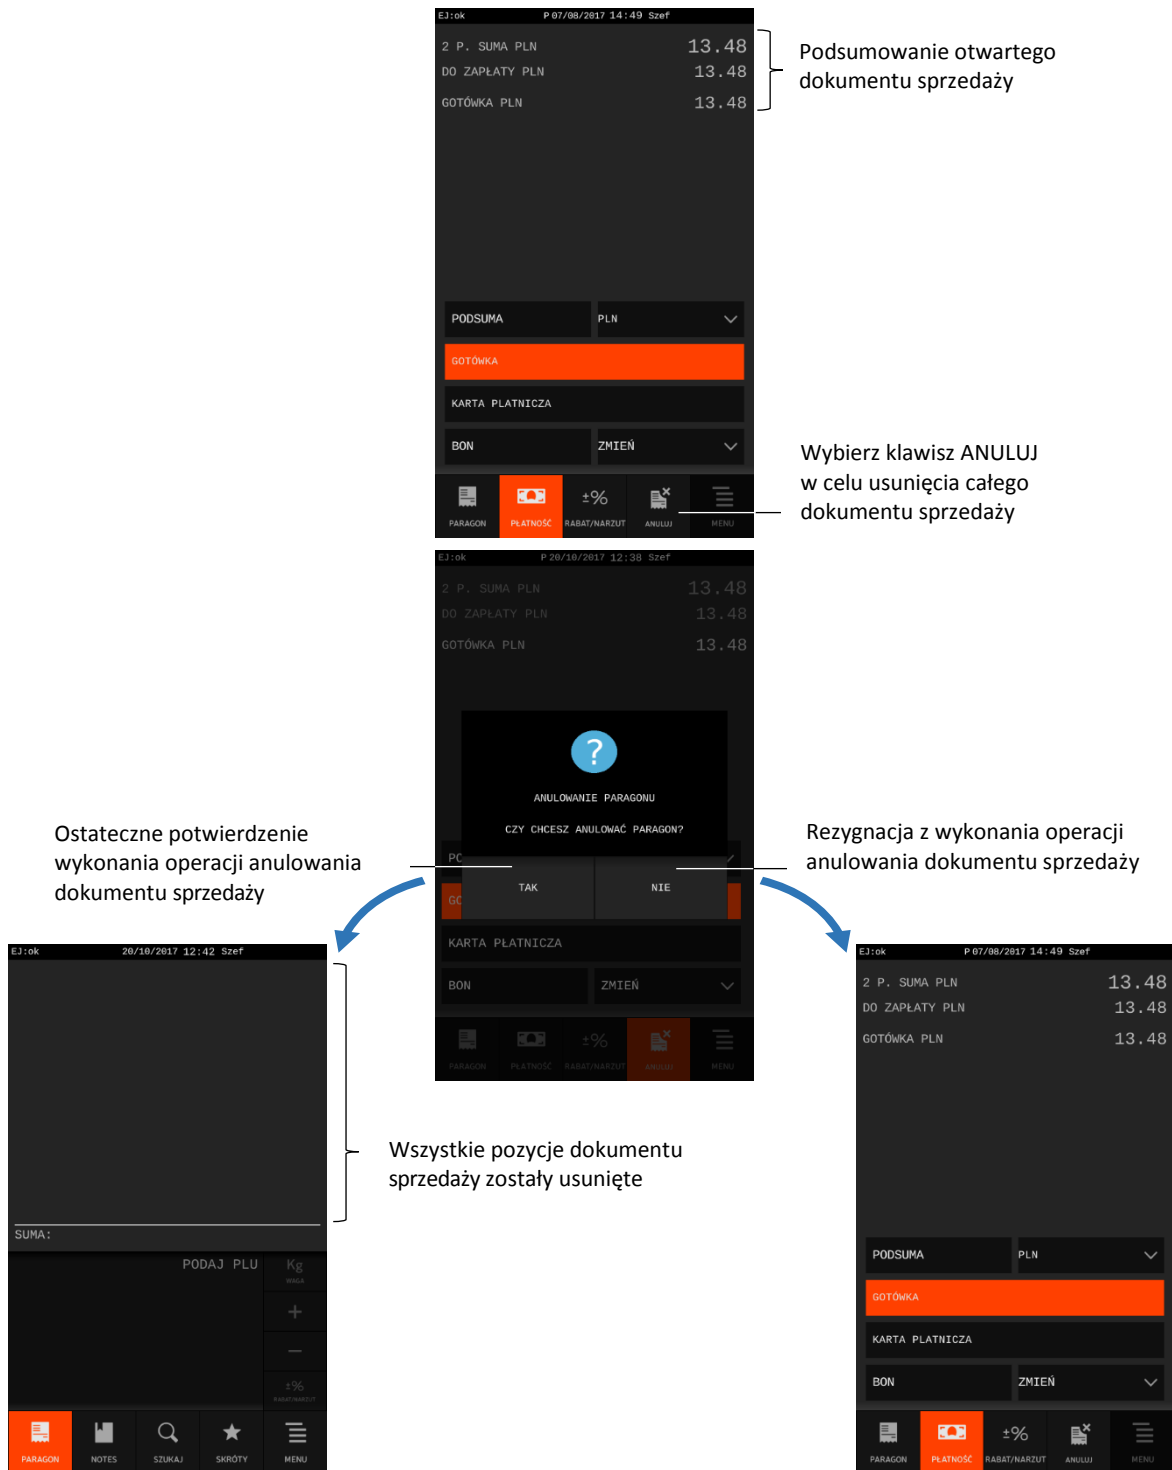 EJ:ok P 07/08/2017 14:49 Szef
2 P. SUMA PLN 13.48
DO ZAPŁATY PLN 13.48
GOTÓWKA PLN 13.48
Podsumowanie otwartego
dokumentu sprzedaży
PODSUMA PLN
GOTÓWKA
KARTA PŁATNICZA
BON ZMIEŃ
PARAGON PŁATNOŚĆ ±% RABAT/NARZUT ANULUJ MENU
Wybierz klawisz ANULUJ
w celu usunięcia całego
dokumentu sprzedaży
EJ:ok P 20/10/2017 12:38 Szef
2 P. SUMA PLN 13.48
DO ZAPŁATY PLN 13.48
GOTÓWKA PLN 13.48
?
ANULOWANIE PARAGONU
CZY CHCESZ ANULOWAĆ PARAGON?
PO
TAK NIE
GO
KARTA PŁATNICZA
BON ZMIEŃ
PARAGON PŁATNOŚĆ ±% RABAT/NARZUT ANULUJ MENU
Ostateczne potwierdzenie
wykonania operacji anulowania
dokumentu sprzedaży
Rezygnacja z wykonania operacji
anulowania dokumentu sprzedaży
EJ:ok 20/10/2017 12:42 Szef
SUMA:
PODAJ PLU Kg
WAGA
+
−
±%
RABAT/NARZUT
PARAGON NOTES SZUKAJ SKRÓTY MENU
Wszystkie pozycje dokumentu
sprzedaży zostały usunięte
EJ:ok P 07/08/2017 14:49 Szef
2 P. SUMA PLN 13.48
DO ZAPŁATY PLN 13.48
GOTÓWKA PLN 13.48
PODSUMA PLN
GOTÓWKA
KARTA PŁATNICZA
BON ZMIEŃ
PARAGON PŁATNOŚĆ ±% RABAT/NARZUT ANULUJ MENU